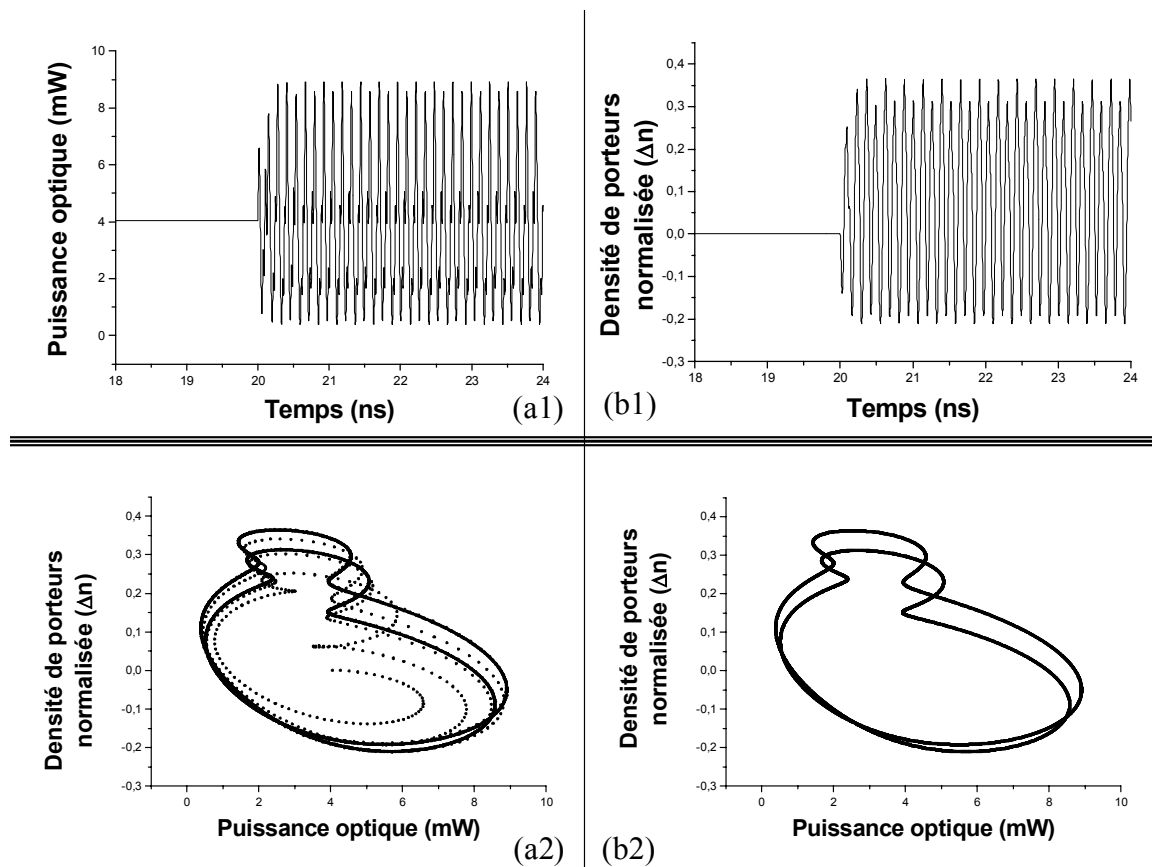 10
8
6
4
2
0
18 19 20 21 22 23 24
Puissance optique (mW)
Temps (ns)
(a1)
0,4
0,3
0,2
0,1
0,0
-0,1
-0,2
-0,3
18 19 20 21 22 23 24
Densité de porteurs
normalisée (Δn)
Temps (ns)
(b1)
0,5
0,4
0,3
0,2
0,1
0,0
-0,1
-0,2
-0,3
0 2 4 6 8 10
Densité de porteurs
normalisée (Δn)
Puissance optique (mW)
(a2)
0,5
0,4
0,3
0,2
0,1
0,0
-0,1
-0,2
-0,3
0 2 4 6 8 10
Densité de porteurs
normalisée (Δn)
Puissance optique (mW)
(b2)